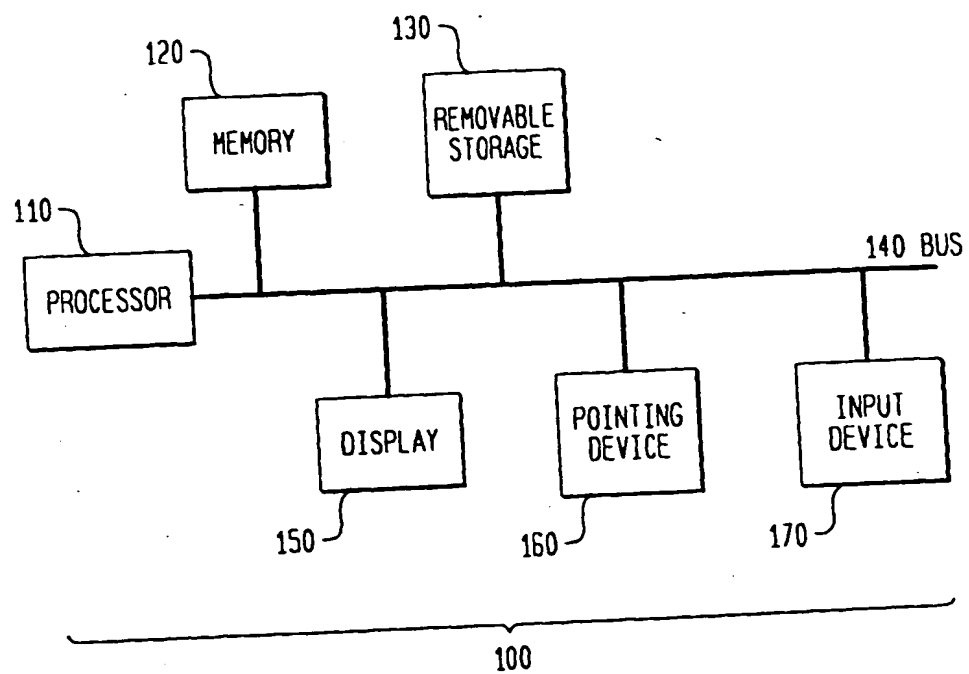 130
120
REMOVABLE
STORAGE
MEMORY
110
140 BUS
PROCESSOR
DISPLAY
POINTING
DEVICE
INPUT
DEVICE
150
160
170
100